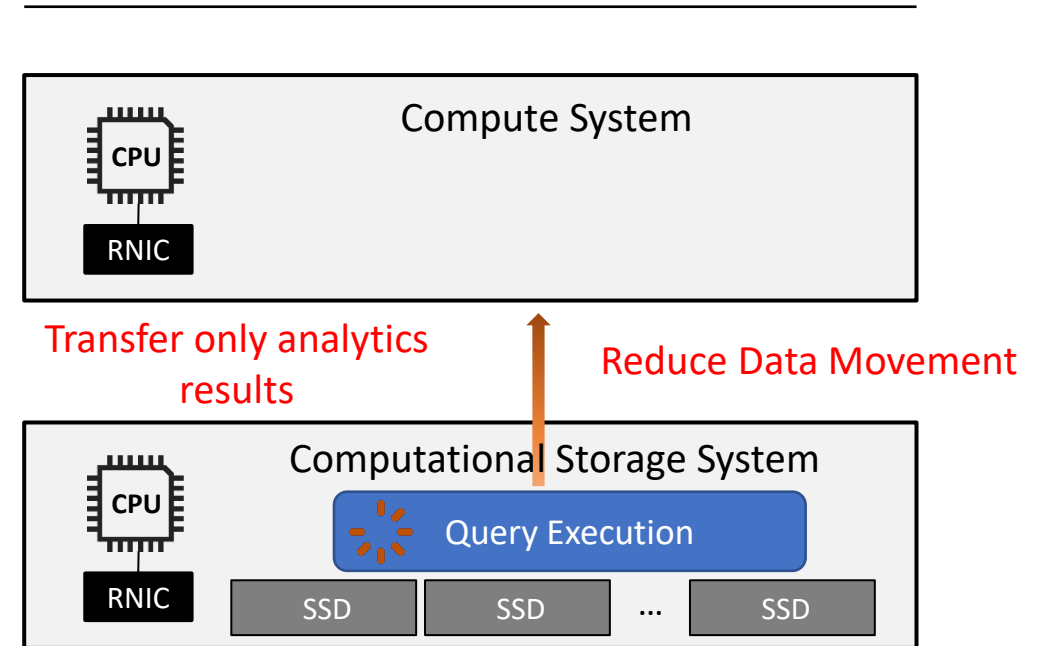 Compute System
CPU
RNIC
Transfer only analytics
results
Reduce Data Movement
Computational Storage System
CPU
Query Execution
RNIC
SSD
SSD
...
SSD